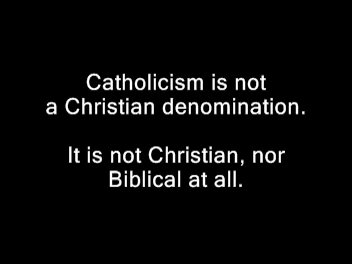 Catholicism is not
a Christian denomination.
It is not Christian, nor
Biblical at all.